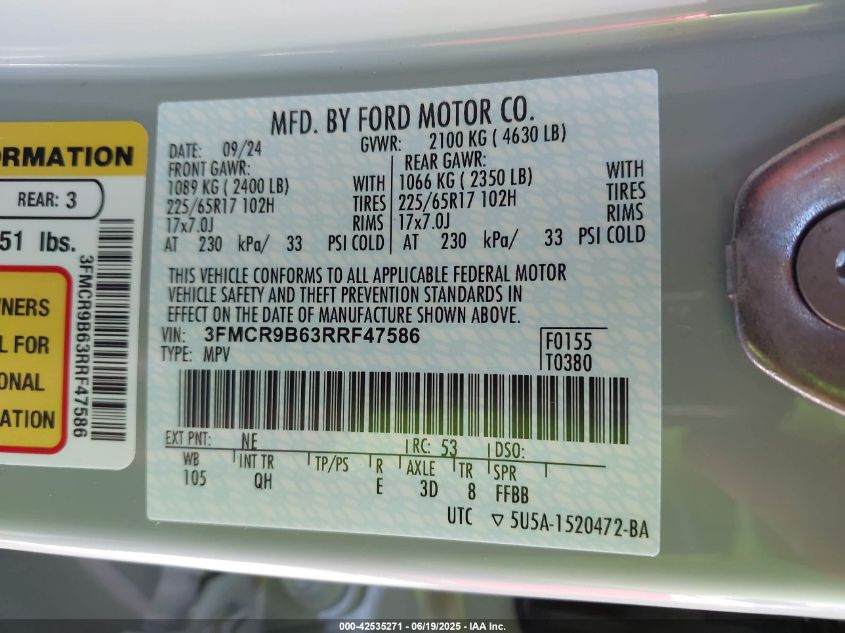 MFD. BY FORD MOTOR CO.
DATE: 09/24 GVWR: 2100 KG ( 4630 LB)
FRONT GAWR: REAR GAWR:
1089 KG ( 2400 LB) WITH 1066 KG ( 2350 LB) WITH
225/65R17 102H TIRES 225/65R17 102H TIRES
17x7.0J RIMS 17x7.0J RIMS
AT 230 kPa/ 33 PSI COLD AT 230 kPa/ 33 PSI COLD
THIS VEHICLE CONFORMS TO ALL APPLICABLE FEDERAL MOTOR
VEHICLE SAFETY AND THEFT PREVENTION STANDARDS IN
EFFECT ON THE DATE OF MANUFACTURE SHOWN ABOVE.
VIN: 3FMCR9B63RRF47586 F0155
TYPE: MPV T0380
EXT PNT: NE RC: 53 DSO:
WB INT TR TP/PS R AXLE TR SPR
105 QH E 3D 8 FFBB
UTC ▽ 5U5A-1520472-BA
ORMATION
REAR: 3
51 lbs.
3FMCR9B63RRF47586
WNERS
L FOR
ONAL
ATION
000-42535271 - 06/19/2025 - IAA Inc.